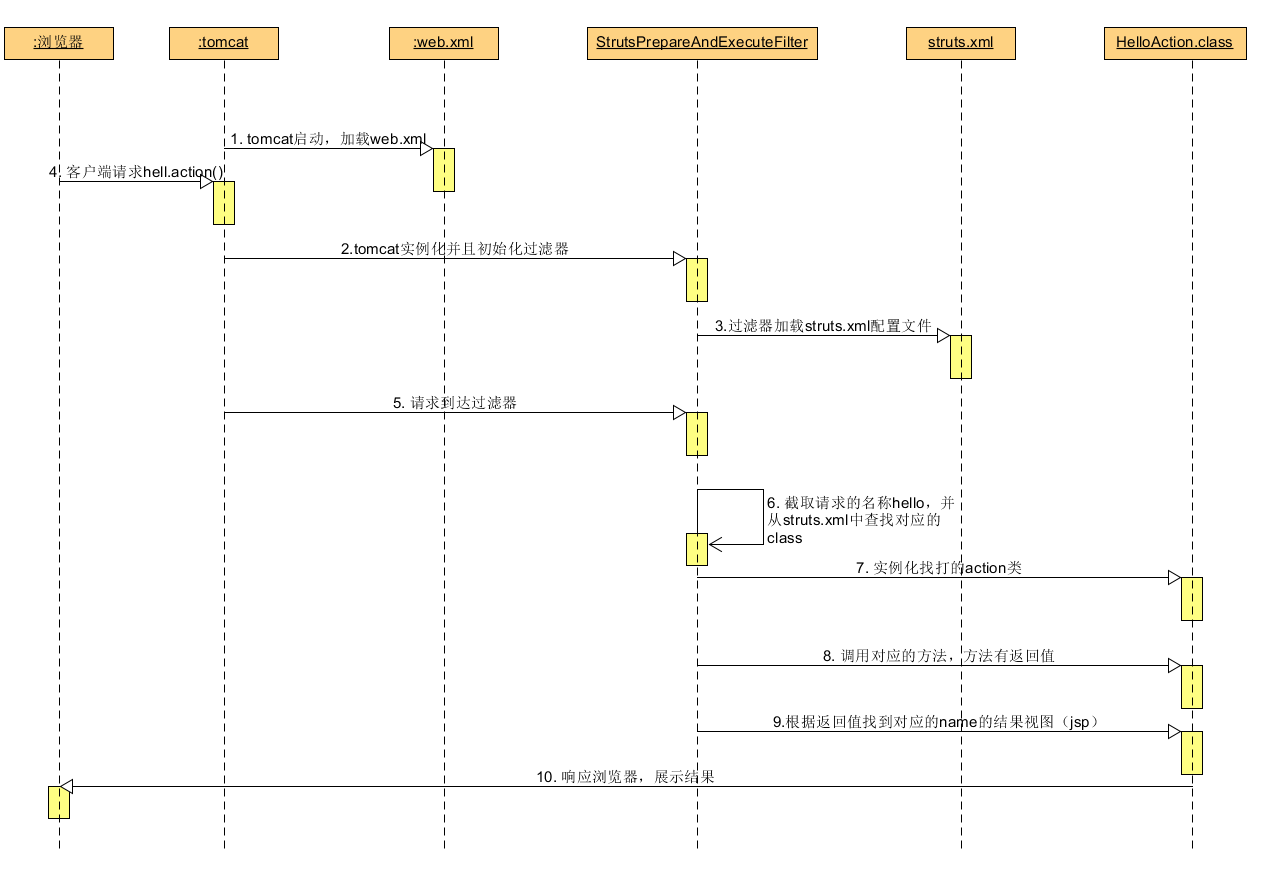 :浏览器
:tomcat
:web.xml
StrutsPrepareAndExecuteFilter
struts.xml
HelloAction.class
1. tomcat启动，加载web.xml
4. 客户端请求hell.action()
2.tomcat实例化并且初始化过滤器
3.过滤器加载struts.xml配置文件
5. 请求到达过滤器
6. 截取请求的名称hello，并
从struts.xml中查找对应的
class
7. 实例化找打的action类
8. 调用对应的方法，方法有返回值
9.根据返回值找到对应的name的结果视图（jsp）
10. 响应浏览器，展示结果